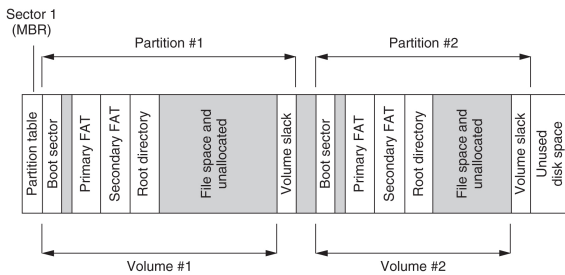 Sector 1
(MBR)
Partition #1
Partition #2
Partition table
Boot sector
Primary FAT
Secondary FAT
Root directory
File space and
unallocated
Volume slack
Boot sector
Primary FAT
Secondary FAT
Root directory
File space and
unallocated
Volume slack
Unused
disk space
Volume #1
Volume #2